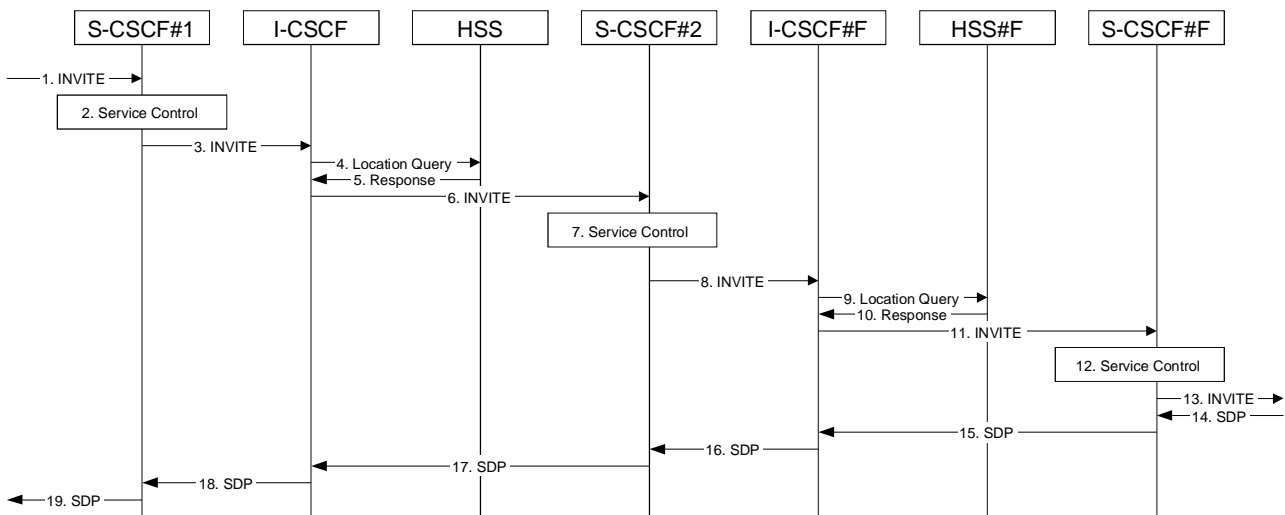 S-CSCF#1
I-CSCF
HSS
S-CSCF#2
I-CSCF#F
HSS#F
S-CSCF#F
1. INVITE
2. Service Control
3. INVITE
4. Location Query
5. Response
6. INVITE
7. Service Control
8. INVITE
9. Location Query
10. Response
11. INVITE
12. Service Control
13. INVITE
14. SDP
15. SDP
16. SDP
17. SDP
18. SDP
19. SDP